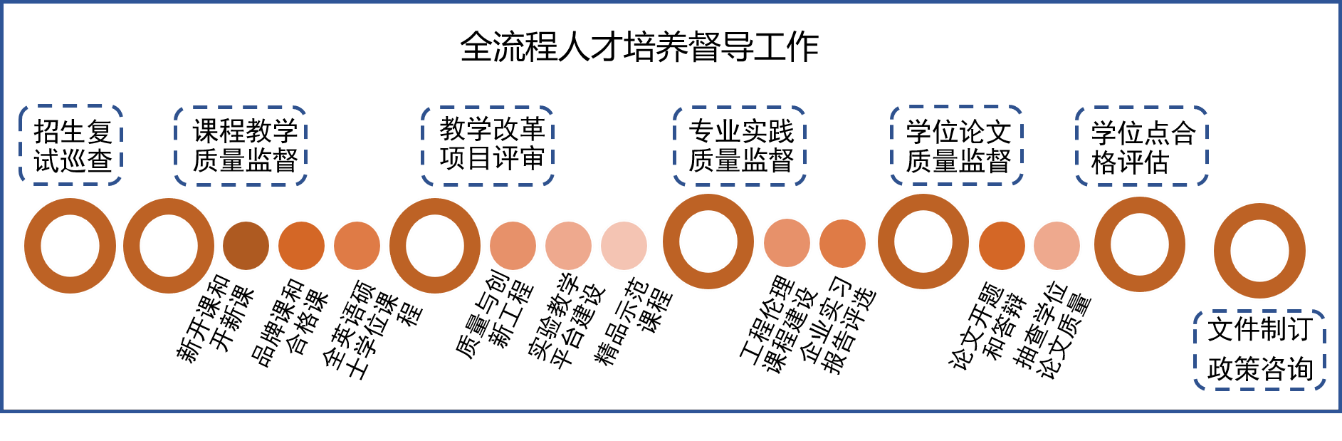 全流程人才培养督导工作
招生复
试巡查
课程教学
质量监督
教学改革
项目评审
专业实践
质量监督
学位论文
质量监督
学位点合
格评估
新开课和
开新课
品牌课和
合格课
全英语硕
士学位课
程
质量与创
新工程
实验教学
平台建设
精品示范
课程
工程伦理
课程建设
企业实习
报告评选
论文开题
和答辩
抽查学位
论文质量
文件制订
政策咨询